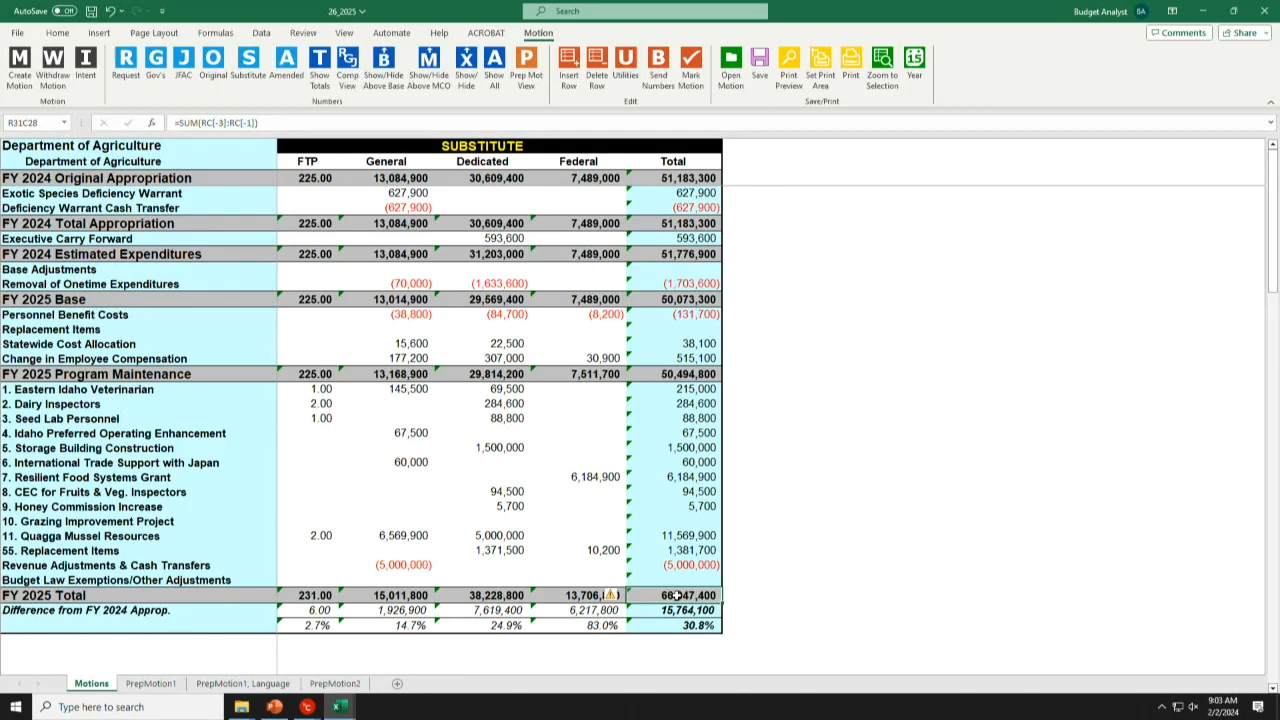 AutoSave Off 26_2025 Search Budget Analyst BA
File Home Insert Page Layout Formulas Data Review View Automate Help ACROBAT Motion Comments Share
M W I R G J O S A T RG J B M X A P U B 15
Create Motion Withdraw Motion Intent Request Gov's JFAC Original Substitute Amended Show Totals Comp View Show/Hide Above Base Show/Hide Above MCO Show/ Hide Show All Prep Mot View Insert Row Delete Row Utilities Send Numbers Mark Motion Open Motion Save Print Preview Set Print Area Print Zoom to Selection Year
Motion Numbers Edit Save/Print
R31C28 fx =SUM(RC[-3]:RC[-1])
Department of Agriculture SUBSTITUTE
Department of Agriculture FTP General Dedicated Federal Total
FY 2024 Original Appropriation 225.00 13,084,900 30,609,400 7,489,000 51,183,300
Exotic Species Deficiency Warrant 627,900 627,900
Deficiency Warrant Cash Transfer (627,900) (627,900)
FY 2024 Total Appropriation 225.00 13,084,900 30,609,400 7,489,000 51,183,300
Executive Carry Forward 593,600 593,600
FY 2024 Estimated Expenditures 225.00 13,084,900 31,203,000 7,489,000 51,776,900
Base Adjustments
Removal of Onetime Expenditures (70,000) (1,633,600) (1,703,600)
FY 2025 Base 225.00 13,014,900 29,569,400 7,489,000 50,073,300
Personnel Benefit Costs (38,800) (84,700) (8,200) (131,700)
Replacement Items
Statewide Cost Allocation 15,600 22,500 38,100
Change in Employee Compensation 177,200 307,000 30,900 515,100
FY 2025 Program Maintenance 225.00 13,168,900 29,814,200 7,511,700 50,494,800
1. Eastern Idaho Veterinarian 1.00 145,500 69,500 215,000
2. Dairy Inspectors 2.00 284,600 284,600
3. Seed Lab Personnel 1.00 88,800 88,800
4. Idaho Preferred Operating Enhancement 67,500 67,500
5. Storage Building Construction 1,500,000 1,500,000
6. International Trade Support with Japan 60,000 60,000
7. Resilient Food Systems Grant 6,184,900 6,184,900
8. CEC for Fruits & Veg. Inspectors 94,500 94,500
9. Honey Commission Increase 5,700 5,700
10. Grazing Improvement Project
11. Quagga Mussel Resources 2.00 6,569,900 5,000,000 11,569,900
55. Replacement Items 1,371,500 10,200 1,381,700
Revenue Adjustments & Cash Transfers (5,000,000) (5,000,000)
Budget Law Exemptions/Other Adjustments
FY 2025 Total 231.00 15,011,800 38,228,800
Difference from FY 2024 Approp. 6.00 1,926,900 7,619,400 6,217,800 15,764,100
2.7% 14.7% 24.9% 83.0% 30.8%
Motions PrepMotion1 PrepMotion1, Language PrepMotion2
Type here to search 9:03 AM
2/2/2024